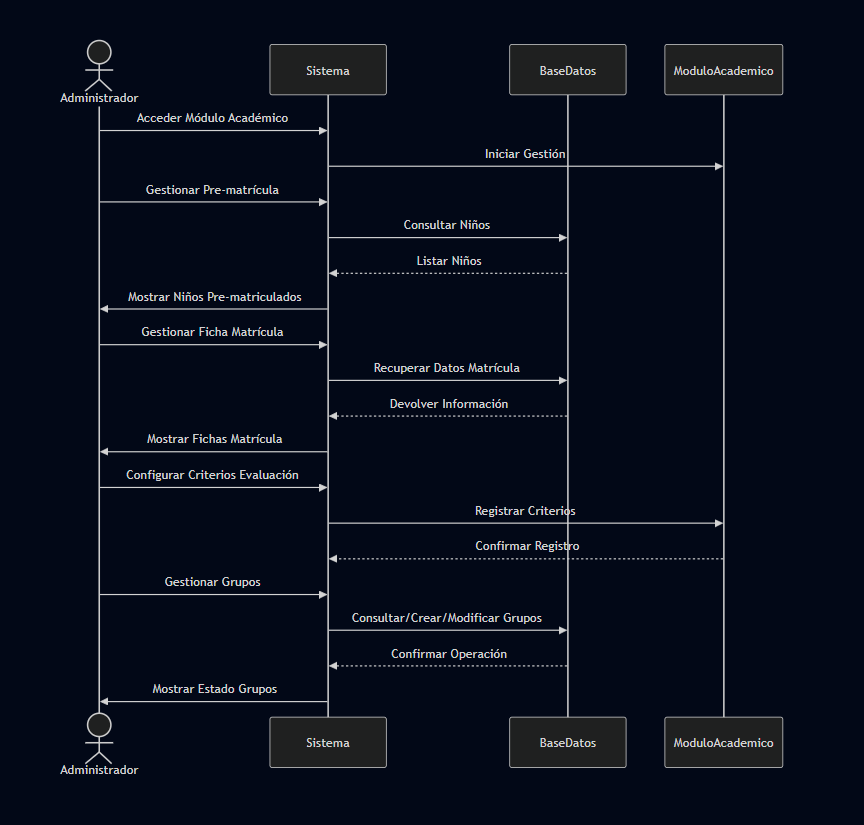 Sistema
BaseDatos
ModuloAcademico
Administrador
Acceder Módulo Académico
Iniciar Gestión
Gestionar Pre-matrícula
Consultar Niños
Listar Niños
Mostrar Niños Pre-matriculados
Gestionar Ficha Matrícula
Recuperar Datos Matrícula
Devolver Información
Mostrar Fichas Matrícula
Configurar Criterios Evaluación
Registrar Criterios
Confirmar Registro
Gestionar Grupos
Consultar/Crear/Modificar Grupos
Confirmar Operación
Mostrar Estado Grupos
Sistema
BaseDatos
ModuloAcademico
Administrador